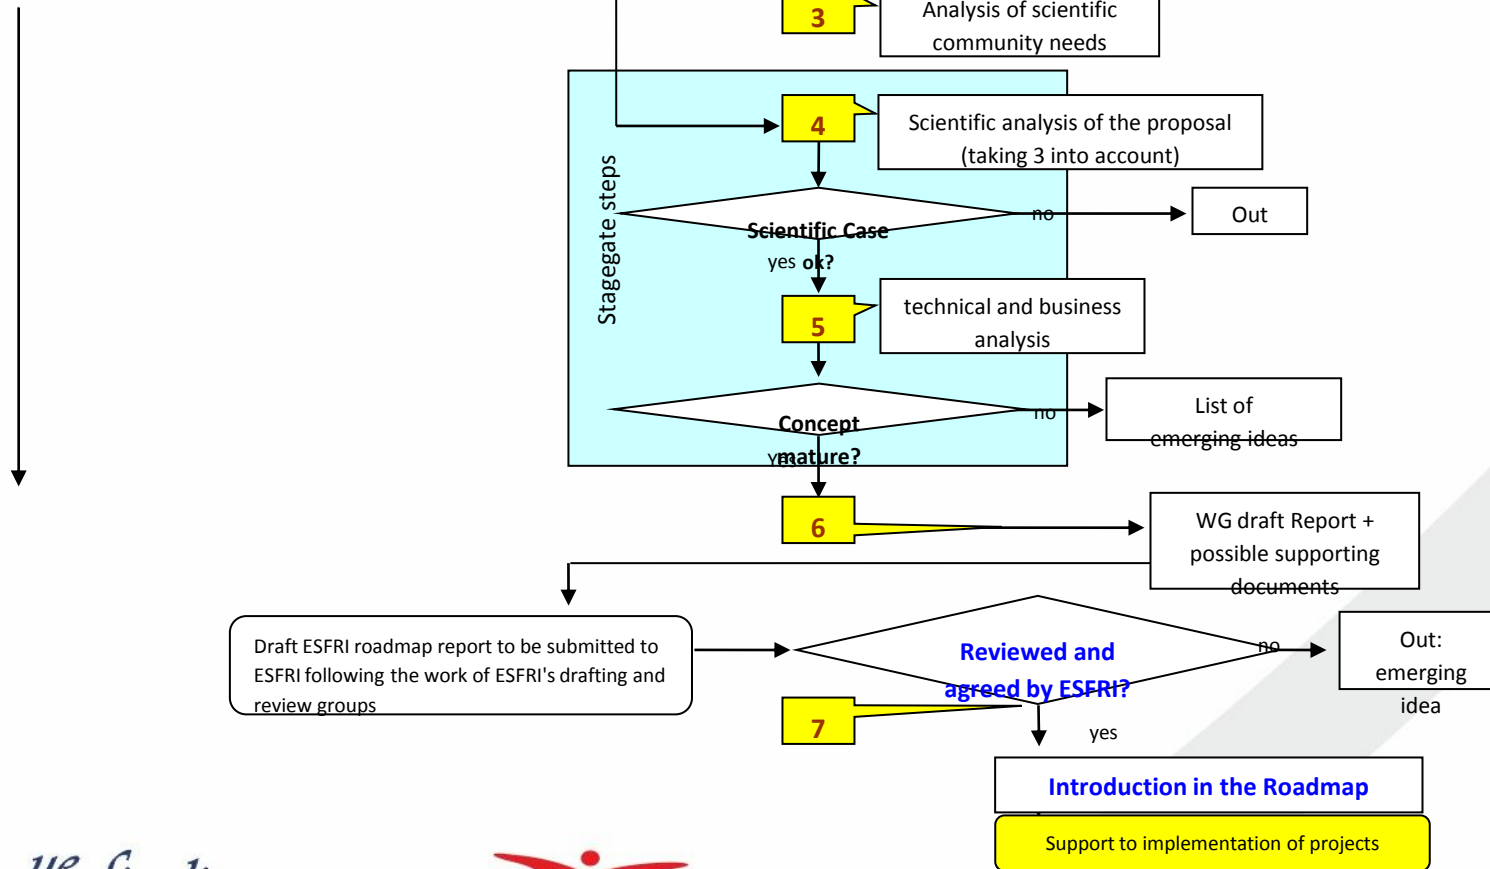 3
Analysis of scientific
community needs
4
Scientific analysis of the proposal
(taking 3 into account)
Stagegate steps
Scientific Case
ok?
no
Out
yes
5
technical and business
analysis
Concept
mature?
no
List of
emerging ideas
Yes
6
WG draft Report +
possible supporting
documents
Draft ESFRI roadmap report to be submitted to
ESFRI following the work of ESFRI's drafting and
review groups
Reviewed and
agreed by ESFRI?
no
Out:
emerging
idea
7
yes
Introduction in the Roadmap
Support to implementation of projects